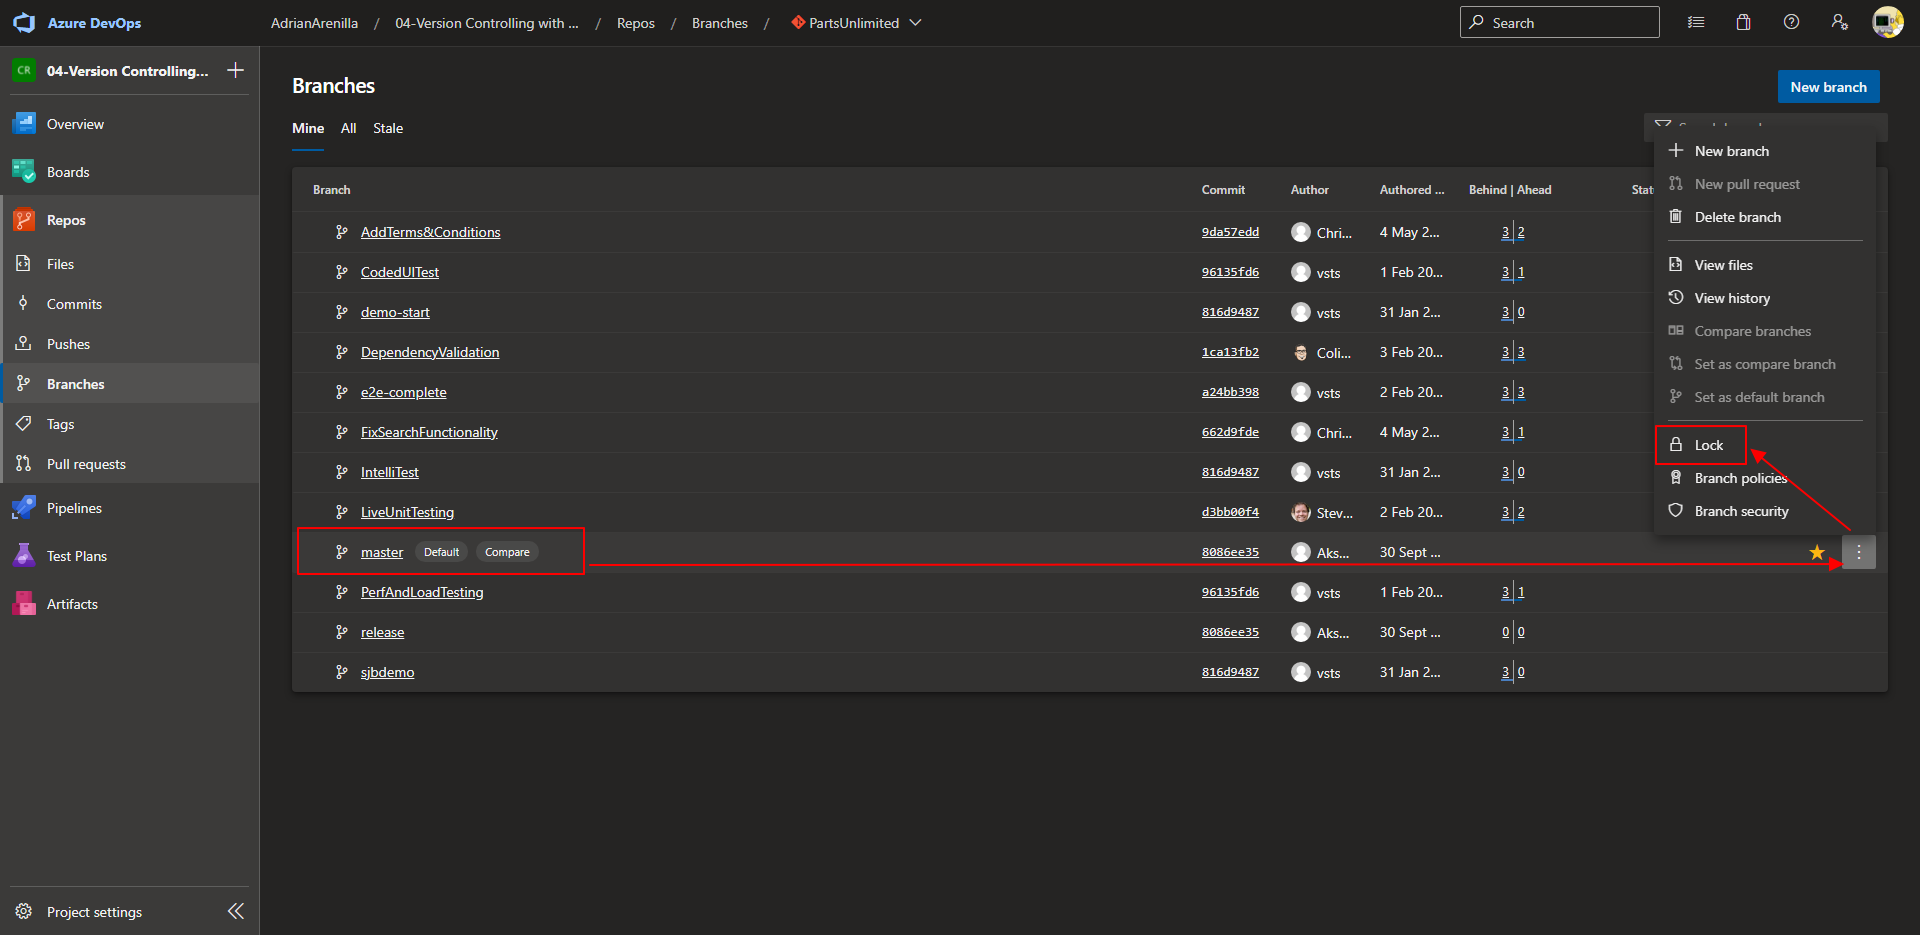 Azure DevOps
AdrianArenilla / 04-Version Controlling with ... / Repos / Branches / PartsUnlimited
Search
CR 04-Version Controlling...
Overview
Boards
Repos
Files
Commits
Pushes
Branches
Tags
Pull requests
Pipelines
Test Plans
Artifacts
Project settings
Branches
New branch
Mine All Stale
Branch Commit Author Authored ... Behind | Ahead
AddTerms&Conditions 9da57edd Chri... 4 May 2... 3 2
CodedUITest 96135fd6 vsts 1 Feb 20... 3 1
demo-start 816d9487 vsts 31 Jan 2... 3 0
DependencyValidation 1ca13fb2 Coli... 3 Feb 20... 3 3
e2e-complete a24bb398 vsts 2 Feb 20... 3 3
FixSearchFunctionality 662d9fde Chri... 4 May 2... 3 1
IntelliTest 816d9487 vsts 31 Jan 2... 3 0
LiveUnitTesting d3bb00f4 Stev... 2 Feb 20... 3 2
master Default Compare 8086ee35 Aks... 30 Sept ...
PerfAndLoadTesting 96135fd6 vsts 1 Feb 20... 3 1
release 8086ee35 Aks... 30 Sept ... 0 0
sjbdemo 816d9487 vsts 31 Jan 2... 3 0
New branch
New pull request
Delete branch
View files
View history
Compare branches
Set as compare branch
Set as default branch
Lock
Branch policies
Branch security